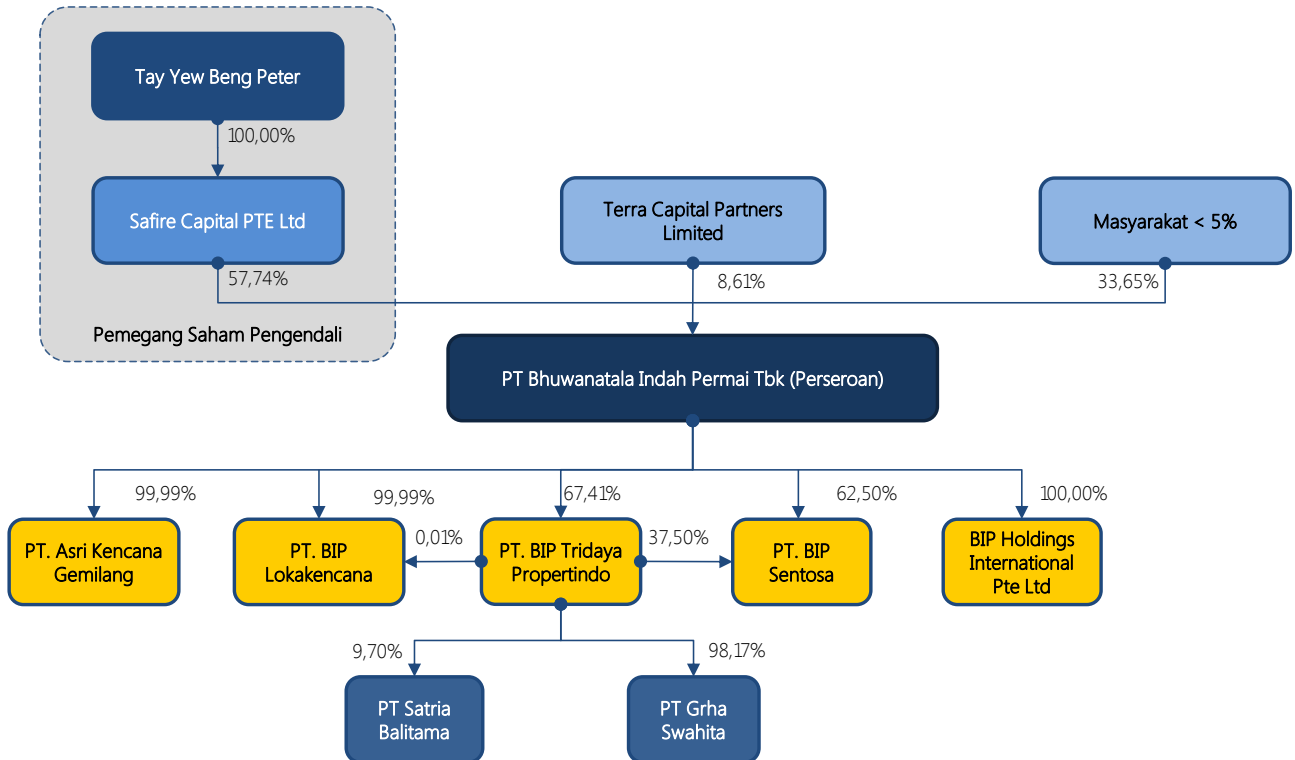 Tay Yew Beng Peter
100,00%
Safire Capital PTE Ltd
Terra Capital Partners
Limited
Masyarakat < 5%
57,74%
8,61%
33,65%
Pemegang Saham Pengendali
PT Bhuwanatala Indah Permai Tbk (Perseroan)
99,99%
99,99%
67,41%
62,50%
100,00%
PT. Asri Kencana
Gemilang
PT. BIP
Lokakencana
0,01%
PT. BIP Tridaya
Propertindo
37,50%
PT. BIP
Sentosa
BIP Holdings
International
Pte Ltd
9,70%
98,17%
PT Satria
Balitama
PT Grha
Swahita